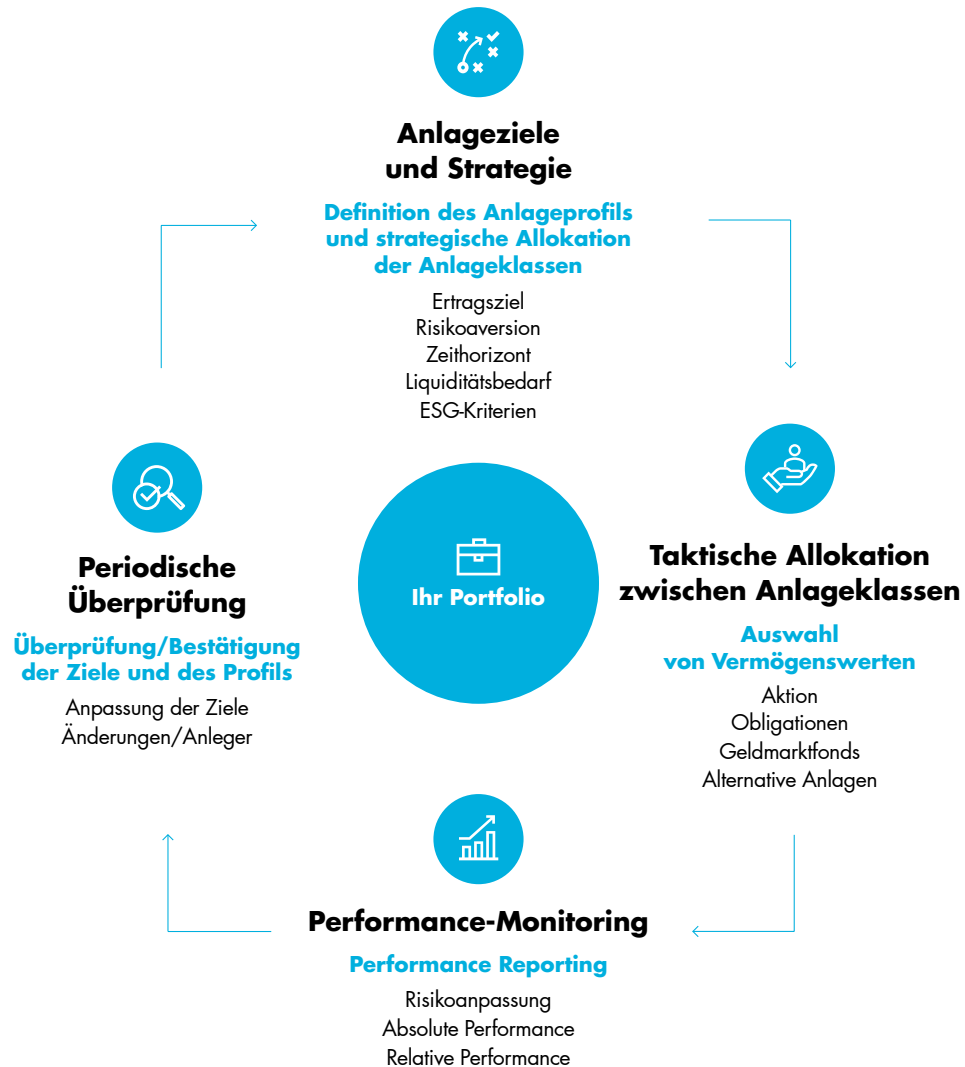 Anlageziele
und Strategie
Definition des Anlageprofils
und strategische Allokation
der Anlageklassen
Ertragsziel
Risikoaversion
Zeithorizont
Liquiditätsbedarf
ESG-Kriterien
Taktische Allokation
zwischen Anlageklassen
Auswahl
von Vermögenswerten
Aktion
Obligationen
Geldmarktfonds
Alternative Anlagen
Performance-Monitoring
Performance Reporting
Risikoanpassung
Absolute Performance
Relative Performance
Periodische
Überprüfung
Überprüfung/Bestätigung
der Ziele und des Profils
Anpassung der Ziele
Änderungen/Anleger
Ihr Portfolio